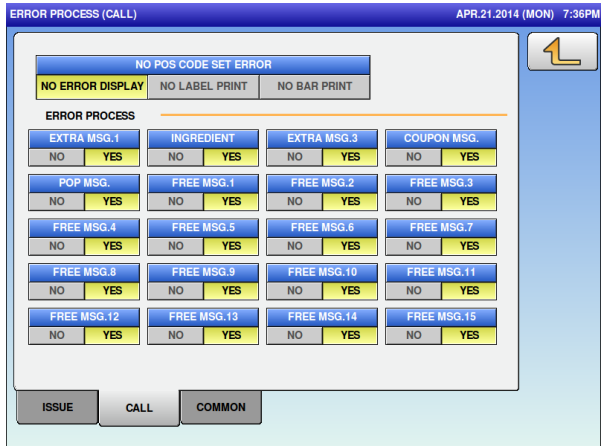 ERROR PROCESS (CALL) APR.21.2014 (MON) 7:36PM
NO POS CODE SET ERROR
NO ERROR DISPLAY NO LABEL PRINT NO BAR PRINT
ERROR PROCESS
EXTRA MSG.1 INGREDIENT EXTRA MSG.3 COUPON MSG.
NO YES NO YES NO YES NO YES
POP MSG. FREE MSG.1 FREE MSG.2 FREE MSG.3
NO YES NO YES NO YES NO YES
FREE MSG.4 FREE MSG.5 FREE MSG.6 FREE MSG.7
NO YES NO YES NO YES NO YES
FREE MSG.8 FREE MSG.9 FREE MSG.10 FREE MSG.11
NO YES NO YES NO YES NO YES
FREE MSG.12 FREE MSG.13 FREE MSG.14 FREE MSG.15
NO YES NO YES NO YES NO YES
ISSUE CALL COMMON